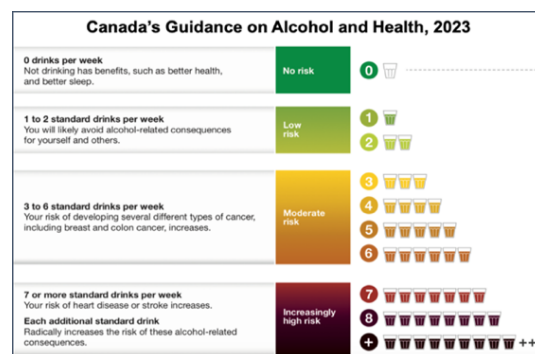 Canada's Guidance on Alcohol and Health, 2023
0 drinks per week
Not drinking has benefits, such as better health,
and better sleep.
No risk
0
1 to 2 standard drinks per week
You will likely avoid alcohol-related consequences
for yourself and others.
Low
risk
1
2
3 to 6 standard drinks per week
Your risk of developing several different types of cancer,
including breast and colon cancer, increases.
Moderate
risk
3
4
5
6
7 or more standard drinks per week
Your risk of heart disease or stroke increases.
Each additional standard drink
Radically increases the risk of these alcohol-related
consequences.
Increasingly
high risk
7
8
+
++